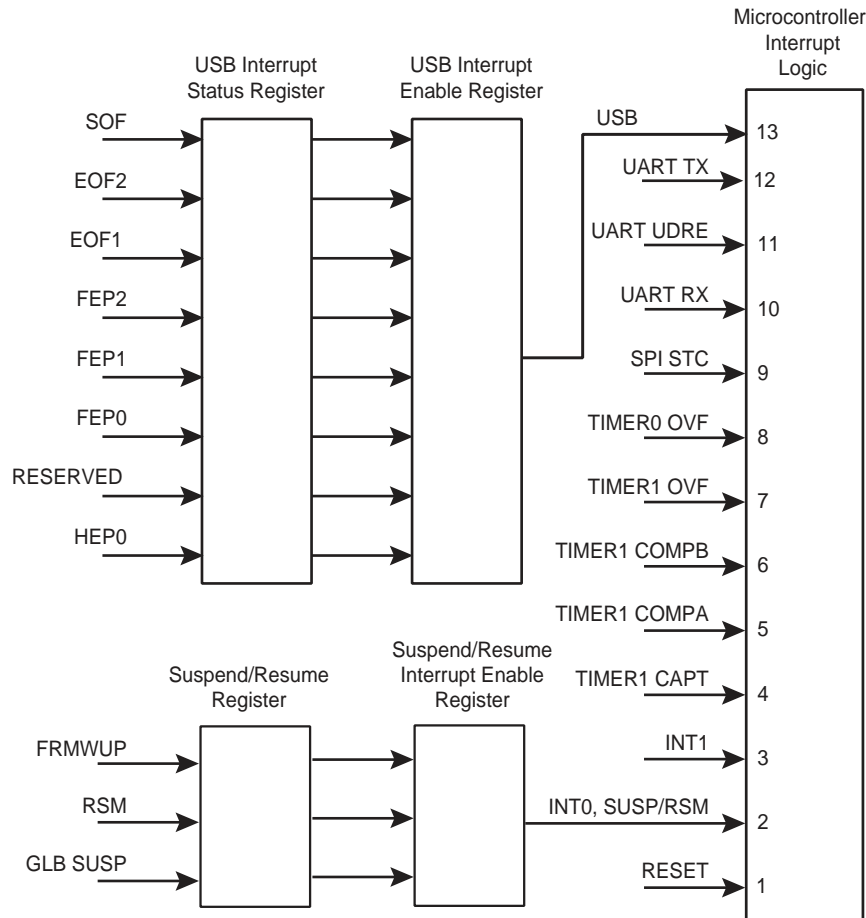 Microcontroller
Interrupt
Logic
USB Interrupt
Status Register
USB Interrupt
Enable Register
SOF
EOF2
EOF1
FEP2
FEP1
FEP0
RESERVED
HEP0
USB
13
UART TX
12
UART UDRE
11
UART RX
10
SPI STC
9
TIMER0 OVF
8
TIMER1 OVF
7
TIMER1 COMPB
6
TIMER1 COMPA
5
TIMER1 CAPT
4
INT1
3
INT0, SUSP/RSM
2
RESET
1
Suspend/Resume
Register
Suspend/Resume
Interrupt Enable
Register
FRMWUP
RSM
GLB SUSP